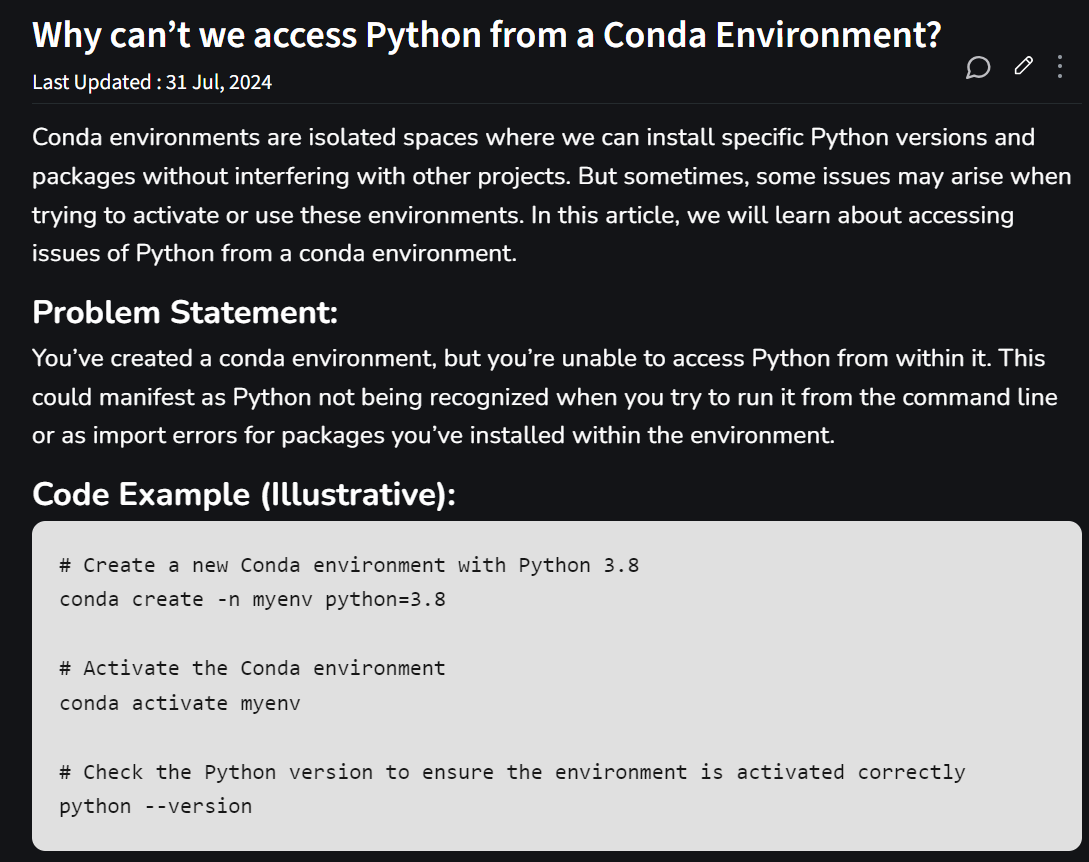 Why can’t we access Python from a Conda Environment?
Last Updated : 31 Jul, 2024
Conda environments are isolated spaces where we can install specific Python versions and
packages without interfering with other projects. But sometimes, some issues may arise when
trying to activate or use these environments. In this article, we will learn about accessing
issues of Python from a conda environment.
Problem Statement:
You’ve created a conda environment, but you’re unable to access Python from within it. This
could manifest as Python not being recognized when you try to run it from the command line
or as import errors for packages you’ve installed within the environment.
Code Example (Illustrative):
# Create a new Conda environment with Python 3.8
conda create -n myenv python=3.8
# Activate the Conda environment
conda activate myenv
# Check the Python version to ensure the environment is activated correctly
python --version